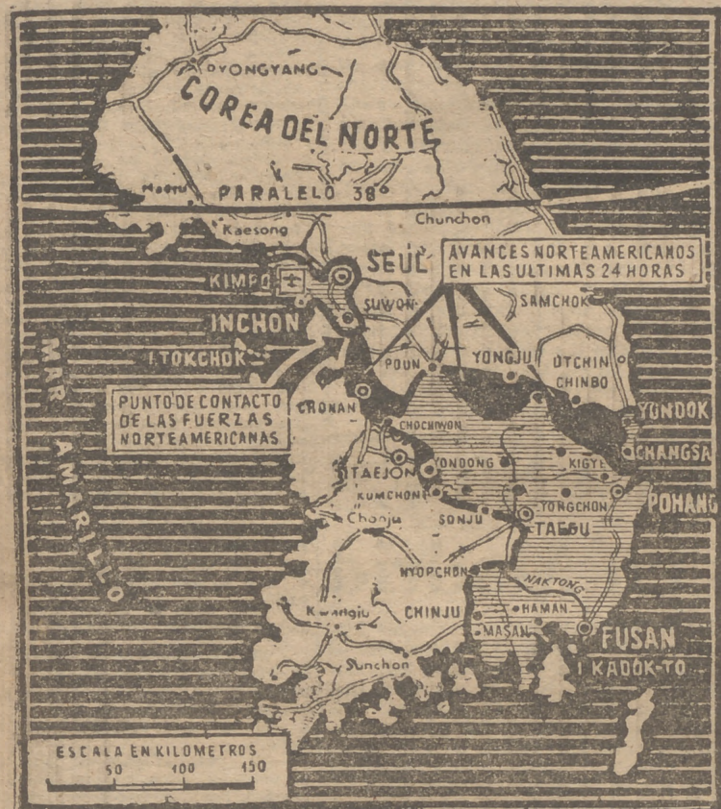 PYONGYANG
COREA DEL NORTE
Haeju
PARALELO 38°
Kaesong
Chunchon
AVANCES NORTEAMERICANOS
EN LAS ULTIMAS 24 HORAS
KIMPO
SEUL
SUWON
SAMCHOK
INCHON
I. TOKCHOK
MAR AMARILLO
PUNTO DE CONTACTO
DE LAS FUERZAS
NORTEAMERICANAS
POUN
YONGJU
UTCHIN
CHINBO
CHONAN
CHOCHIWON
YONDOK
CHANGSA
TAEJON
YONDONG
KIGYE
KUMCHON
YONGCHON
POHANG
Chonju
SONJU
TAEGU
HYOPCHON
NAKTONG
Kwangju
CHINJU
HAMAN
MASAN
FUSAN
I KADOK-TO
Sunchon
ESCALA EN KILOMETROS
50 100 150